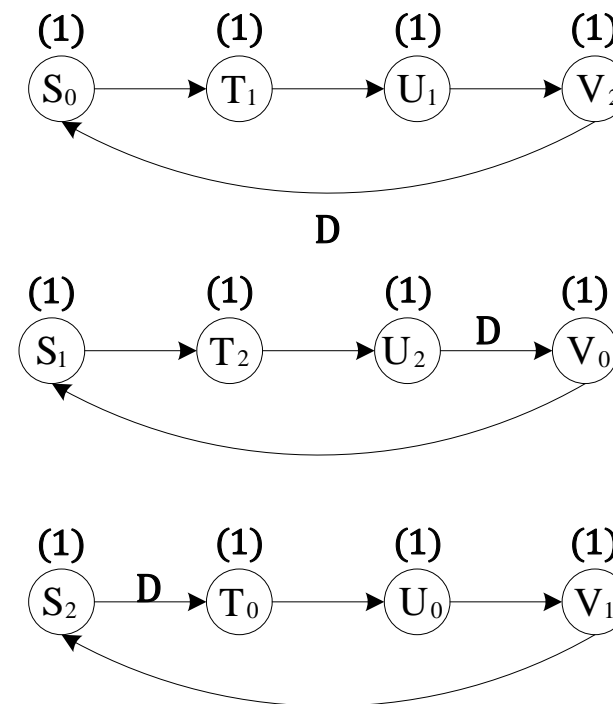 (1) (1) (1) (1)
S₀ T₁ U₁ V₂
D
(1) (1) (1) (1)
S₁ T₂ U₂ D V₀
(1) (1) (1) (1)
S₂ D T₀ U₀ V₁